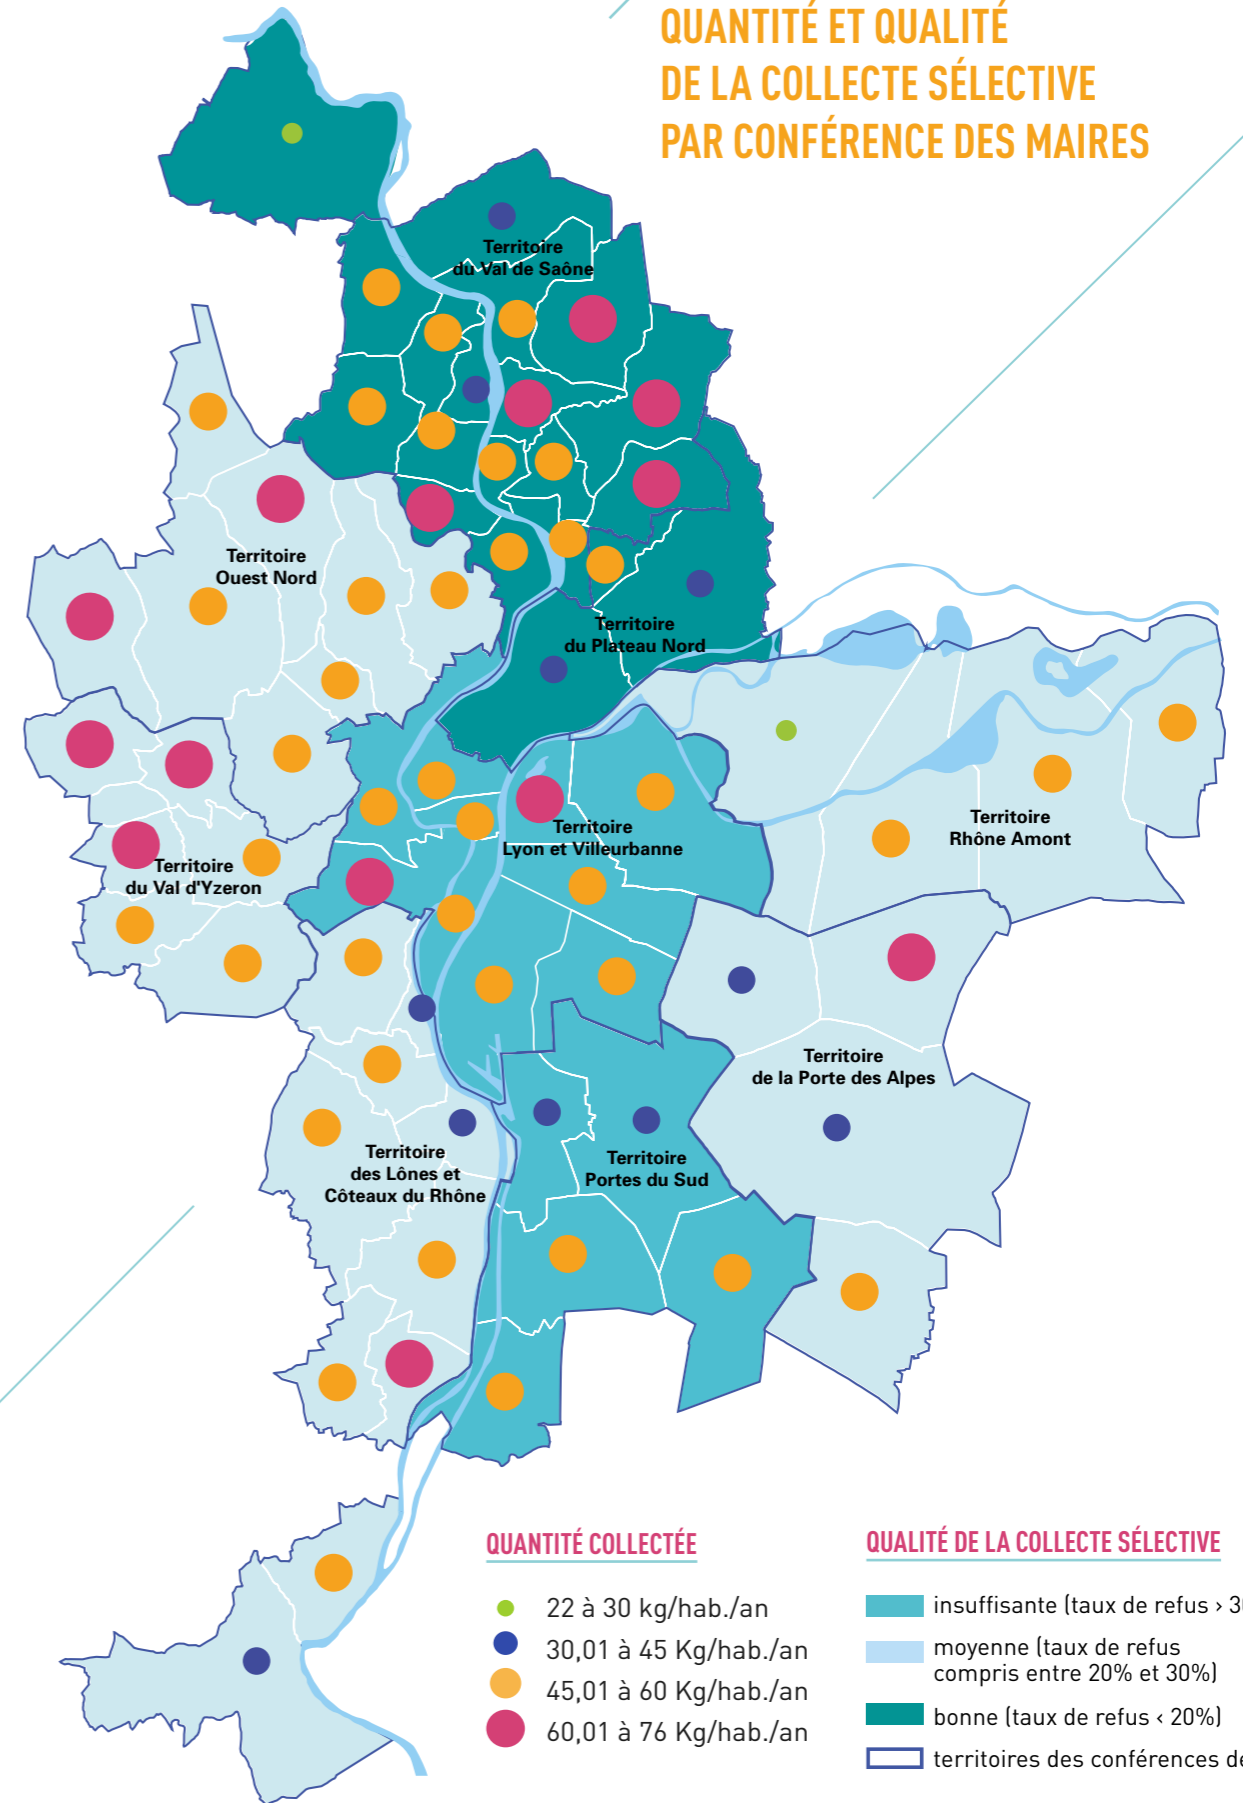 QUANTITÉ ET QUALITÉ
DE LA COLLECTE SÉLECTIVE
PAR CONFÉRENCE DES MAIRES
Territoire
du Val de Saône
Territoire
Ouest Nord
Territoire
du Plateau Nord
Territoire
Rhône Amont
Territoire
Lyon et Villeurbanne
Territoire
du Val d'Yzeron
Territoire
de la Porte des Alpes
Territoire
des Lônes et
Côteaux du Rhône
Territoire
Portes du Sud
QUANTITÉ COLLECTÉE
22 à 30 kg/hab./an
30,01 à 45 Kg/hab./an
45,01 à 60 Kg/hab./an
60,01 à 76 Kg/hab./an
QUALITÉ DE LA COLLECTE SÉLECTIVE
insuffisante (taux de refus ›
moyenne (taux de refus
compris entre 20% et 30%)
bonne (taux de refus ‹ 20%)
territoires des conférences